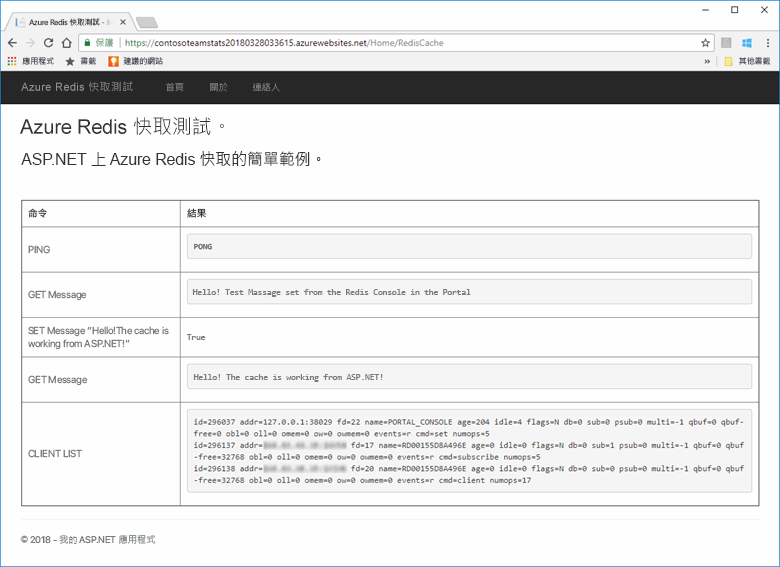 Azure Redis 快取測試 -
保護 https://contosoteamstats20180328033615.azurewebsites.net/Home/RedisCache
應用程式 書籤 建議的網站 » 其他書籤
Azure Redis 快取測試 首頁 關於 連絡人
Azure Redis 快取測試。
ASP.NET 上 Azure Redis 快取的簡單範例。
命令 結果
PING PONG
GET Message Hello! Test Massage set from the Redis Console in the Portal
SET Message "Hello!The cache is
working from ASP.NET!" True
GET Message Hello! The cache is working from ASP.NET!
CLIENT LIST
id=296037 addr=127.0.0.1:38029 fd=22 name=PORTAL_CONSOLE age=204 idle=4 flags=N db=0 sub=0 psub=0 multi=-1 qbuf=0 qbuf-
free=0 obl=0 oll=0 omem=0 ow=0 owmem=0 events=r cmd=set numops=5
id=296137 addr= fd=17 name=RD00155D8A496E age=0 idle=0 flags=N db=0 sub=1 psub=0 multi=-1 qbuf=0 qbuf
-free=32768 obl=0 oll=0 omem=0 ow=0 owmem=0 events=r cmd=subscribe numops=5
id=296138 addr= fd=20 name=RD00155D8A496E age=0 idle=0 flags=N db=0 sub=0 psub=0 multi=-1 qbuf=0 qbuf
-free=32768 obl=0 oll=0 omem=0 ow=0 owmem=0 events=r cmd=client numops=17
© 2018 – 我的 ASP.NET 應用程式